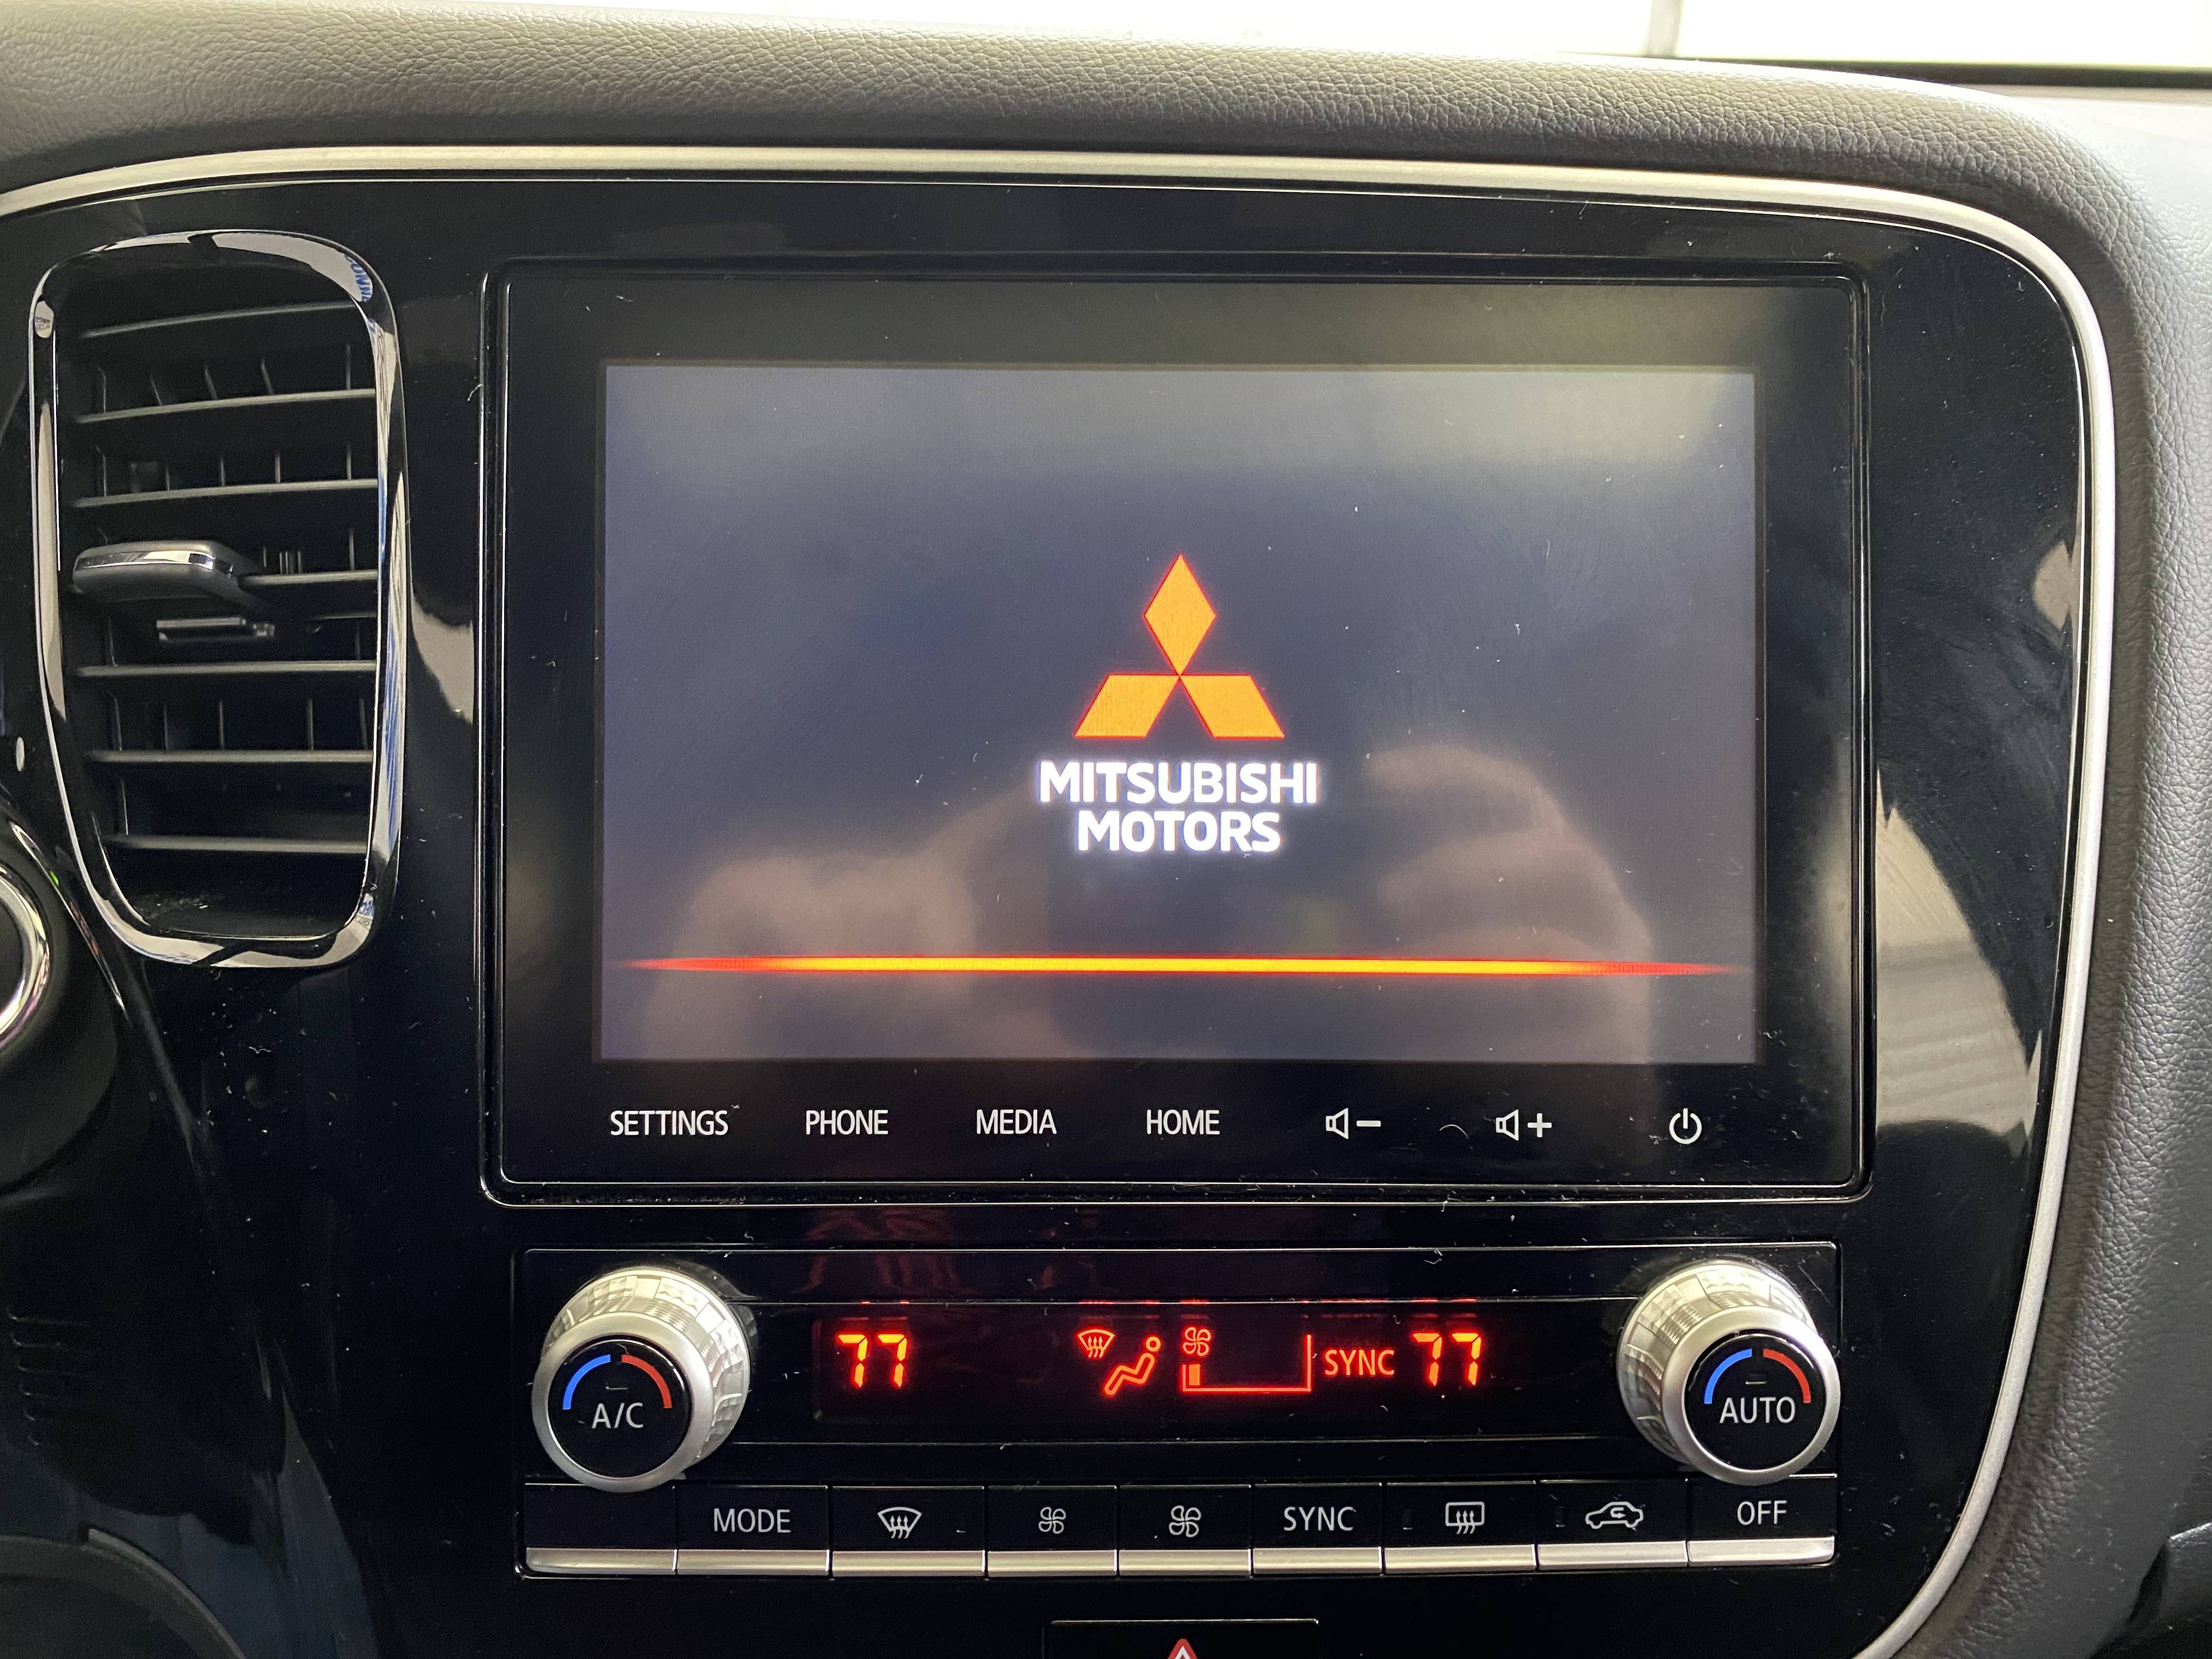 MITSUBISHI
MOTORS
SETTINGS PHONE MEDIA HOME - +
77 SYNC 77
A/C
AUTO
MODE SYNC OFF